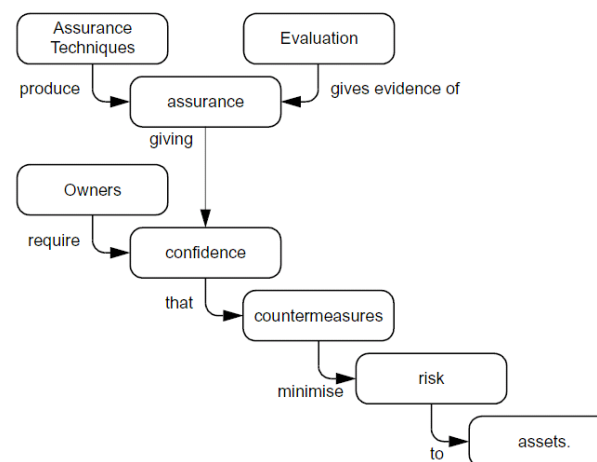 Assurance
Techniques
Evaluation
produce
gives evidence of
assurance
giving
Owners
require
confidence
that
countermeasures
minimise
risk
to
assets.